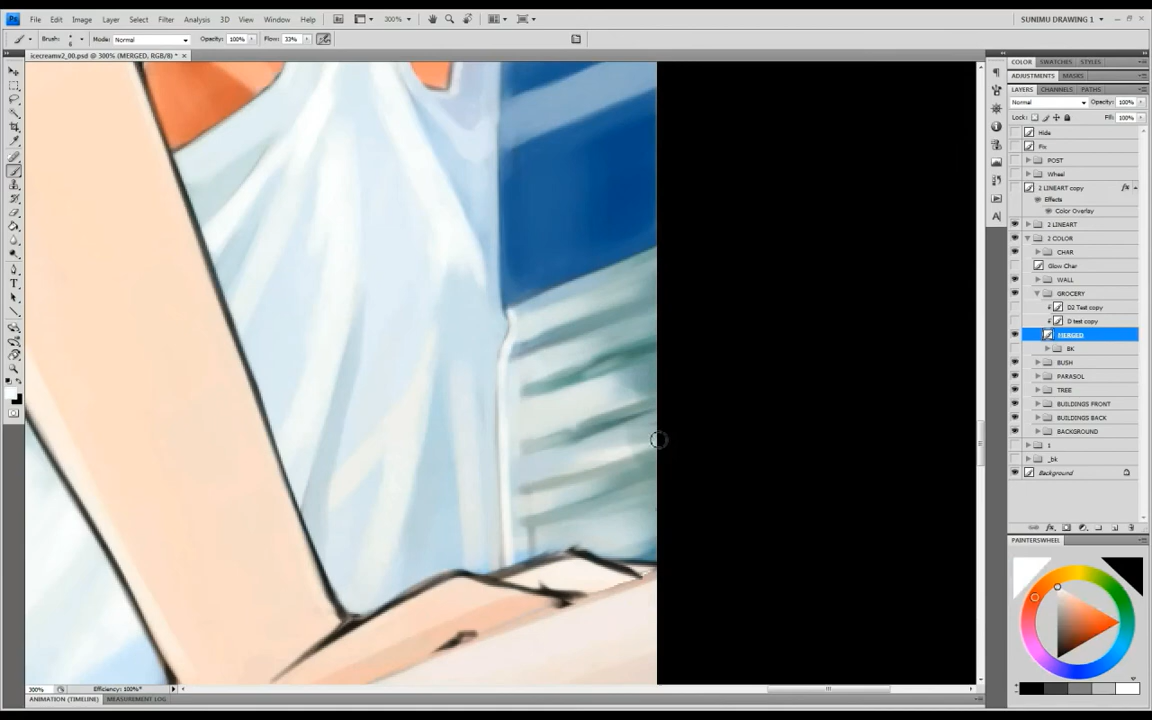 Ps File Edit Image Layer Select Filter Analysis 3D View Window Help Br 300% SUNIMU DRAWING 1
Brush: Mode: Normal Opacity: 100% Flow: 33%
icecreamv2_00.psd @ 300% (MERGED, RGB/8) *
COLOR SWATCHES STYLES
ADJUSTMENTS MASKS
LAYERS CHANNELS PATHS
Normal Opacity: 100%
Lock: Fill: 100%
Hide
Fix
POST
Wheel
2 LINEART copy fx
Effects
Color Overlay
2 LINEART
2 COLOR
CHAR
Glow Char
WALL
GROCERY
D2 Test copy
D test copy
MERGED
BK
BUSH
PARASOL
TREE
BUILDINGS FRONT
BUILDINGS BACK
BACKGROUND
1
_bk
Background
PAINTERSWHEEL
300% Efficiency: 100%*
ANIMATION (TIMELINE) MEASUREMENT LOG